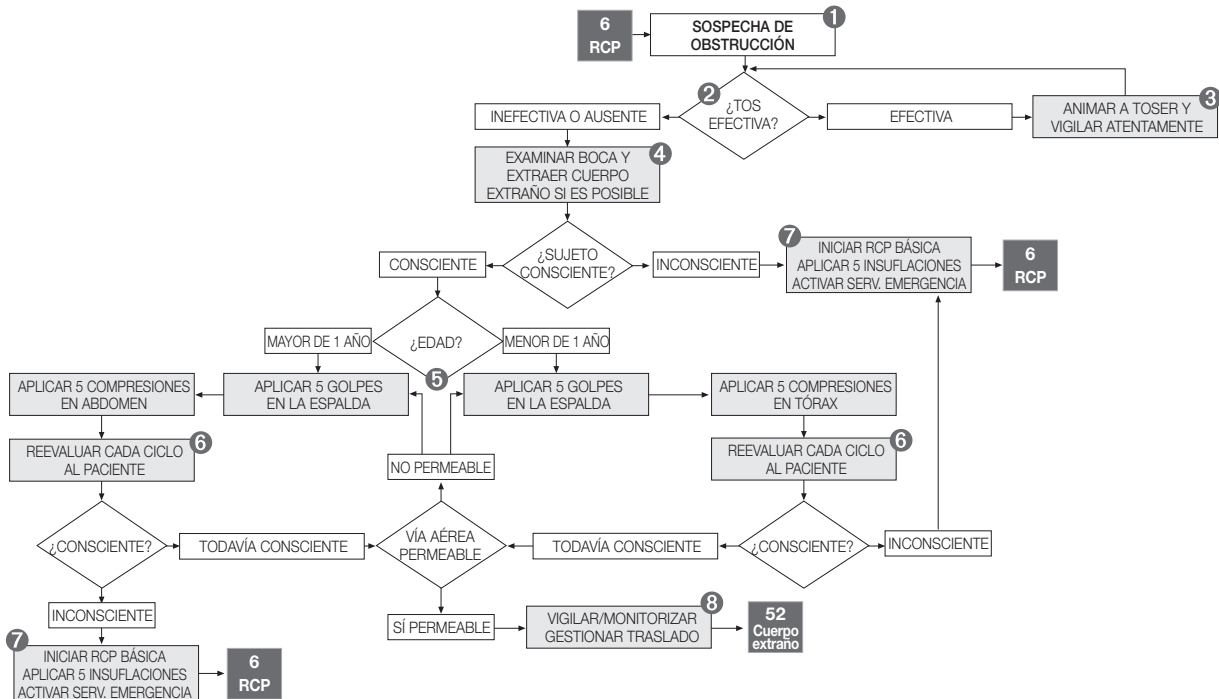 6
RCP
1
SOSPECHA DE
OBSTRUCCIÓN
2
¿TOS
EFECTIVA?
INEFECTIVA O AUSENTE
EFECTIVA
3
ANIMAR A TOSER Y
VIGILAR ATENTAMENTE
4
EXAMINAR BOCA Y
EXTRAER CUERPO
EXTRAÑO SI ES POSIBLE
¿SUJETO
CONSCIENTE?
CONSCIENTE
INCONSCIENTE
7
INICIAR RCP BÁSICA
APLICAR 5 INSUFLACIONES
ACTIVAR SERV. EMERGENCIA
6
RCP
¿EDAD?
5
MAYOR DE 1 AÑO
MENOR DE 1 AÑO
APLICAR 5 COMPRESIONES
EN ABDOMEN
APLICAR 5 GOLPES
EN LA ESPALDA
APLICAR 5 GOLPES
EN LA ESPALDA
APLICAR 5 COMPRESIONES
EN TÓRAX
6
REEVALUAR CADA CICLO
AL PACIENTE
NO PERMEABLE
6
REEVALUAR CADA CICLO
AL PACIENTE
¿CONSCIENTE?
TODAVÍA CONSCIENTE
VÍA AÉREA
PERMEABLE
TODAVÍA CONSCIENTE
¿CONSCIENTE?
INCONSCIENTE
INCONSCIENTE
SÍ PERMEABLE
8
VIGILAR/MONITORIZAR
GESTIONAR TRASLADO
52
Cuerpo
extraño
7
INICIAR RCP BÁSICA
APLICAR 5 INSUFLACIONES
ACTIVAR SERV. EMERGENCIA
6
RCP